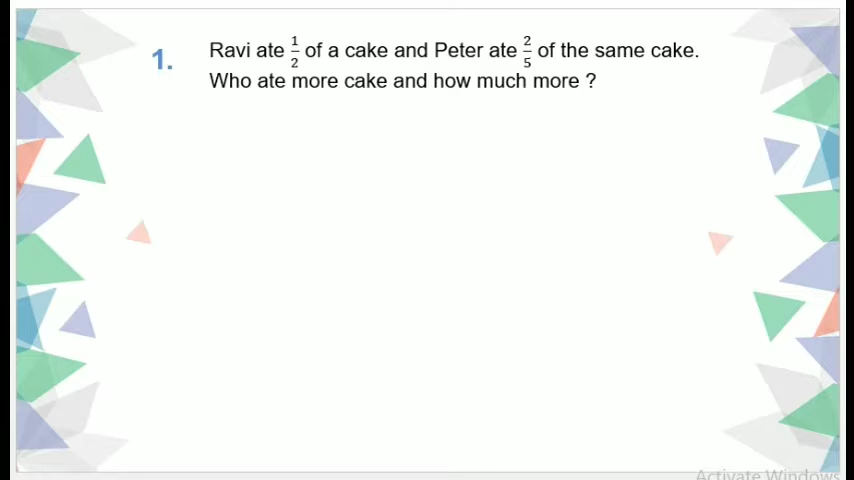 1. Ravi ate 1/2 of a cake and Peter ate 2/5 of the same cake.
Who ate more cake and how much more ?
Activate Windows